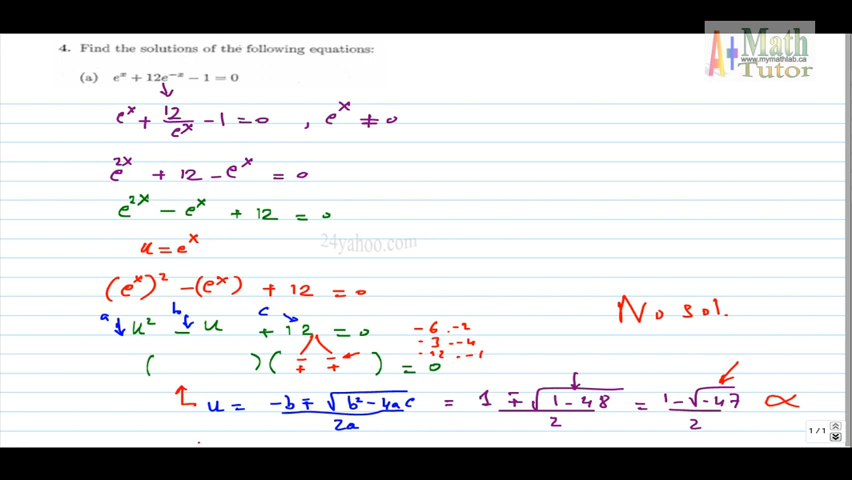 A+ Math
www.mymathlab.ca
Tutor
4. Find the solutions of the following equations:
(a) e^x + 12e^{-x} − 1 = 0
e^x + 12/e^x − 1 = 0 , e^x ≠ 0
e^{2x} + 12 − e^x = 0
e^{2x} − e^x + 12 = 0
24yahoo.com
u = e^x
(e^x)^2 − (e^x) + 12 = 0
No sol.
a b c
u^2 − u + 12 = 0
-6 . -2
-3 . -4
-12 . -1
( )( ∓ ∓ ) = 0
u = (−b ∓ √(b^2 − 4ac))/2a = (1 ∓ √(1 − 48))/2 = (1 − √−47)/2
1 / 1